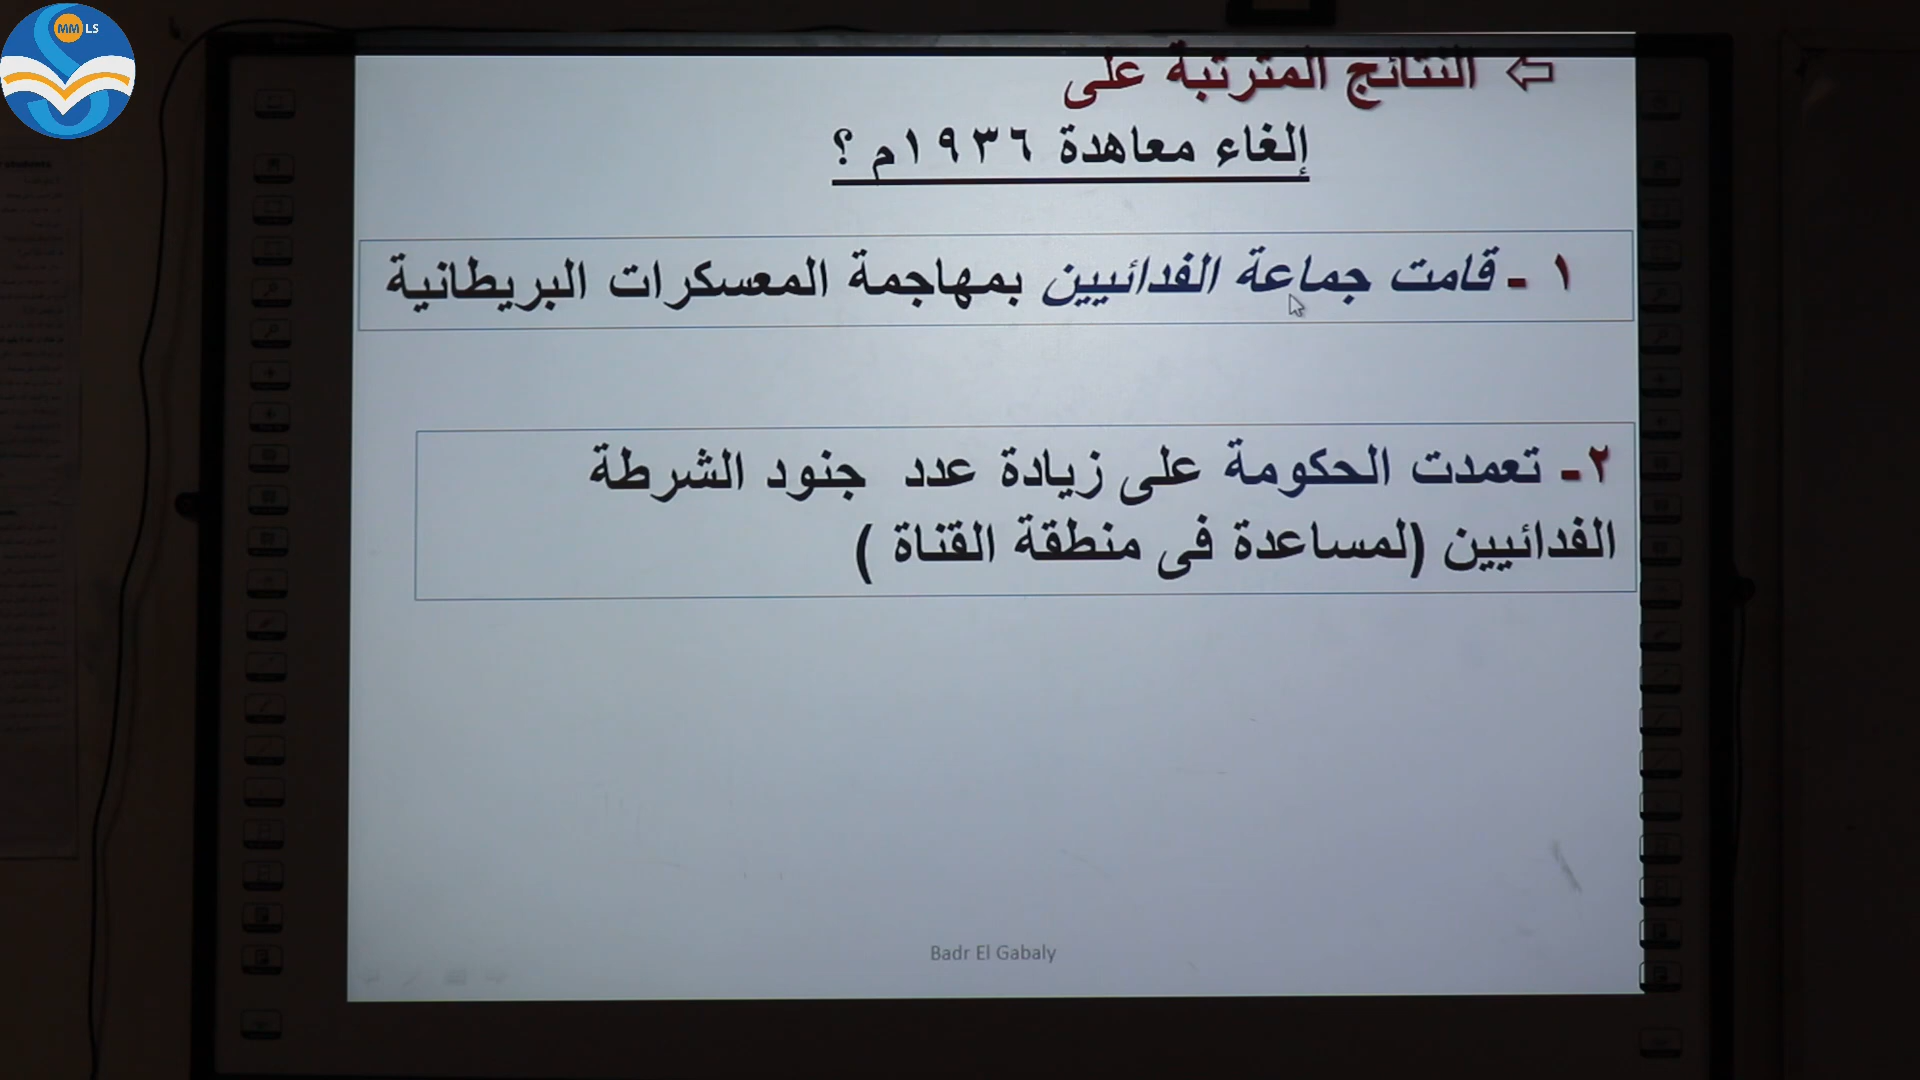 MM LS
النتائج المترتبة على
إلغاء معاهدة ١٩٣٦م ؟
١ - قامت جماعة الفدائيين بمهاجمة المعسكرات البريطانية
٢- تعمدت الحكومة على زيادة عدد جنود الشرطة
الفدائيين (لمساعدة فى منطقة القناة )
Badr El Gabaly